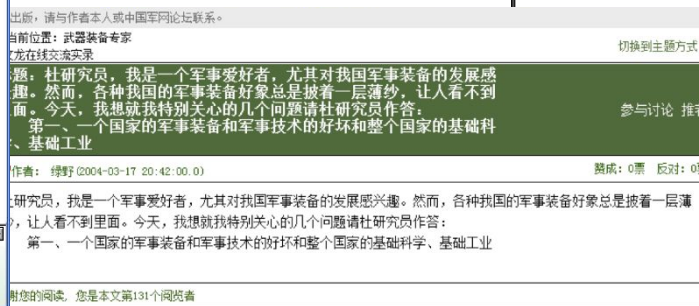 出版，请与作者本人或中国军网论坛联系。
当前位置：武器装备专家
文龙在线交流实录
切换到主题方式
题：杜研究员，我是一个军事爱好者，尤其对我国军事装备的发展感
趣。然而，各种我国的军事装备好象总是披着一层薄纱，让人看不到
面。今天，我想就我特别关心的几个问题请杜研究员作答：
第一、一个国家的军事装备和军事技术的好坏和整个国家的基础科
、基础工业
参与讨论 推
作者： 绿野(2004-03-17 20:42:00.0)
赞成：0票 反对：0
研究员，我是一个军事爱好者，尤其对我国军事装备的发展感兴趣。然而，各种我国的军事装备好象总是披着一层薄
，让人看不到里面。今天，我想就我特别关心的几个问题请杜研究员作答：
第一、一个国家的军事装备和军事技术的好坏和整个国家的基础科学、基础工业
谢您的阅读，您是本文第131个阅览者